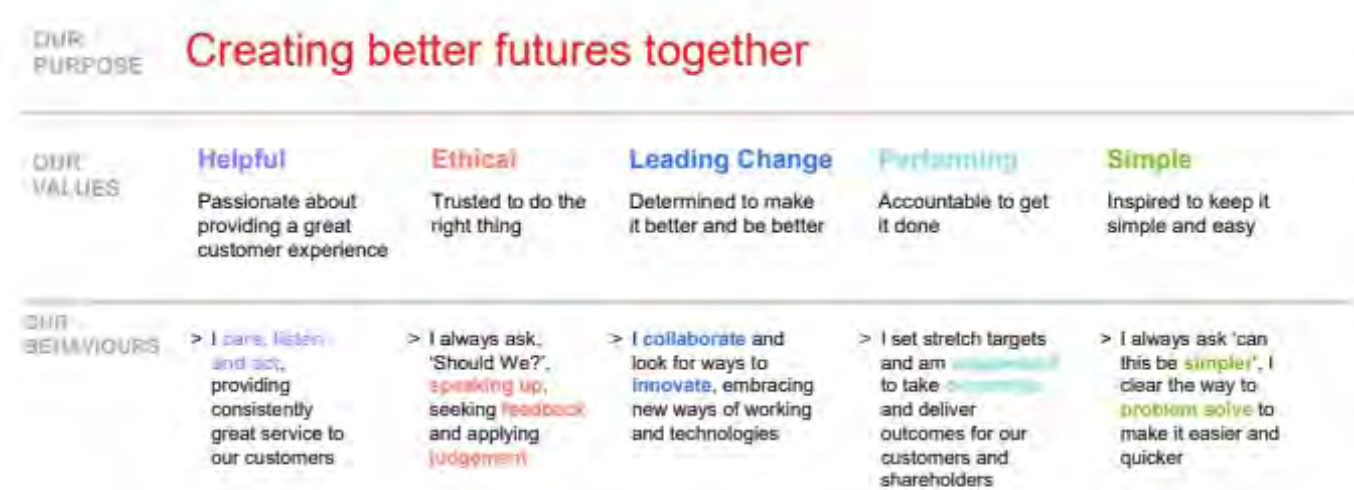 OUR
PURPOSE
Creating better futures together
OUR
VALUES
Helpful
Passionate about
providing a great
customer experience
Ethical
Trusted to do the
right thing
Leading Change
Determined to make
it better and be better
Performing
Accountable to get
it done
Simple
Inspired to keep it
simple and easy
OUR
BEHAVIOURS
> I care, listen
and act,
providing
consistently
great service to
our customers
> I always ask,
'Should We?',
speaking up,
seeking feedback
and applying
judgement
> I collaborate and
look for ways to
innovate, embracing
new ways of working
and technologies
> I set stretch targets
and am
to take
and deliver
outcomes for our
customers and
shareholders
> I always ask 'can
this be simpler', I
clear the way to
problem solve to
make it easier and
quicker